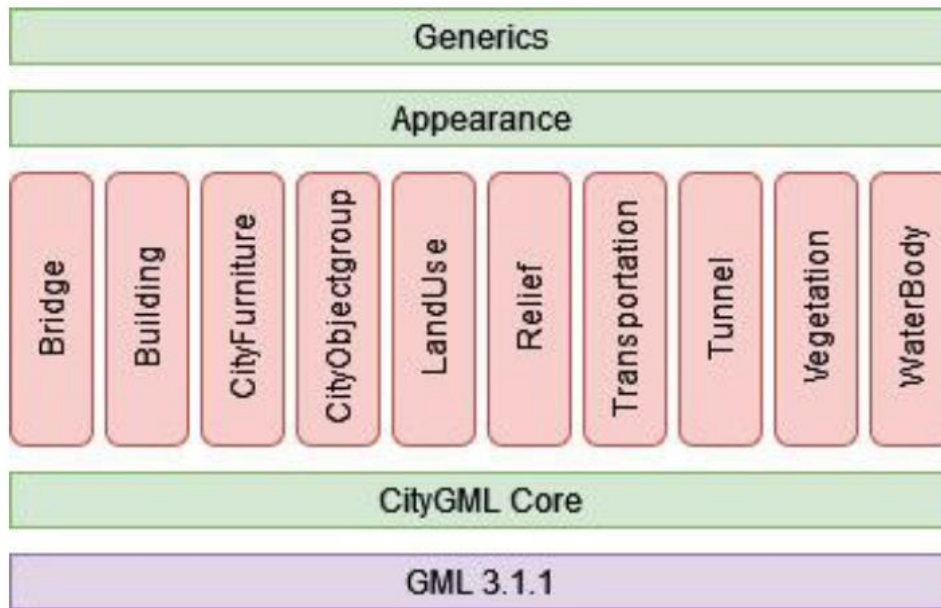 Generics
Appearance
Bridge
Building
CityFurniture
CityObjectgroup
LandUse
Relief
Transportation
Tunnel
Vegetation
WaterBody
CityGML Core
GML 3.1.1